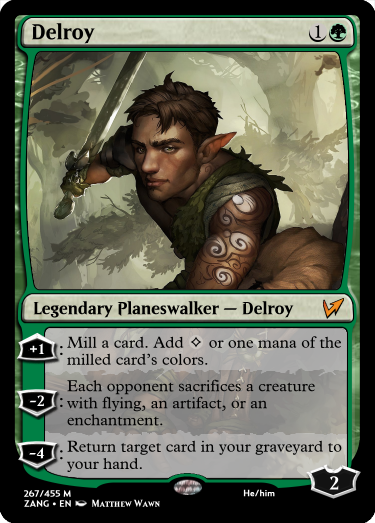 Delroy 1
Legendary Planeswalker — Delroy
+1: Mill a card. Add or one mana of the
milled card's colors.
Each opponent sacrifices a creature
-2: with flying, an artifact, or an
enchantment.
-4: Return target card in your graveyard to
your hand.
2
267/455 M He/him
ZANG • EN Matthew Wawn